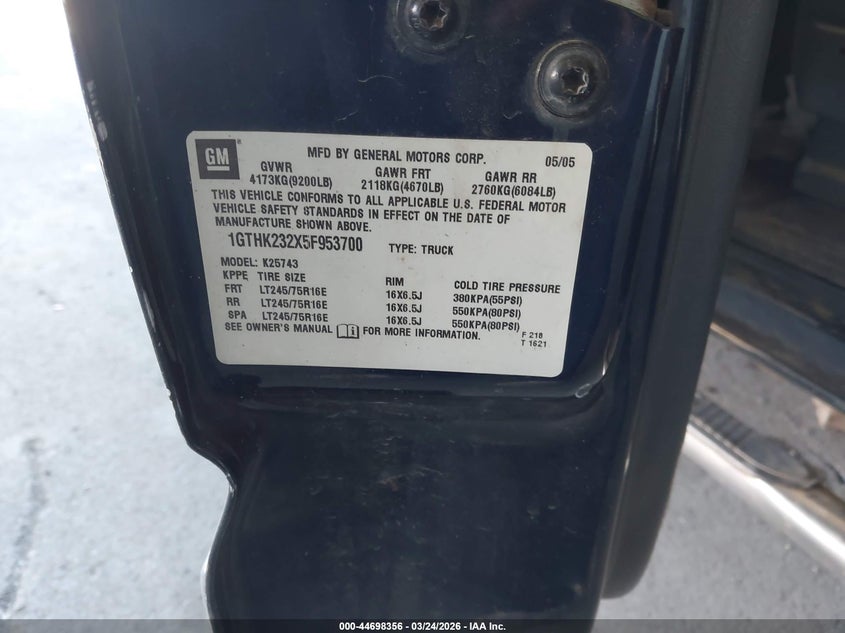 GM
MFD BY GENERAL MOTORS CORP. 05/05
GVWR GAWR FRT GAWR RR
4173KG(9200LB) 2118KG(4670LB) 2760KG(6084LB)
THIS VEHICLE CONFORMS TO ALL APPLICABLE U.S. FEDERAL MOTOR
VEHICLE SAFETY STANDARDS IN EFFECT ON THE DATE OF
MANUFACTURE SHOWN ABOVE.
1GTHK232X5F953700 TYPE: TRUCK
MODEL: K25743
KPPE TIRE SIZE RIM COLD TIRE PRESSURE
FRT LT245/75R16E 16X6.5J 380KPA(55PSI)
RR LT245/75R16E 16X6.5J 550KPA(80PSI)
SPA LT245/75R16E 16X6.5J 550KPA(80PSI)
SEE OWNER'S MANUAL FOR MORE INFORMATION. F 218
T 1621
000-44698356 - 03/24/2026 - IAA Inc.